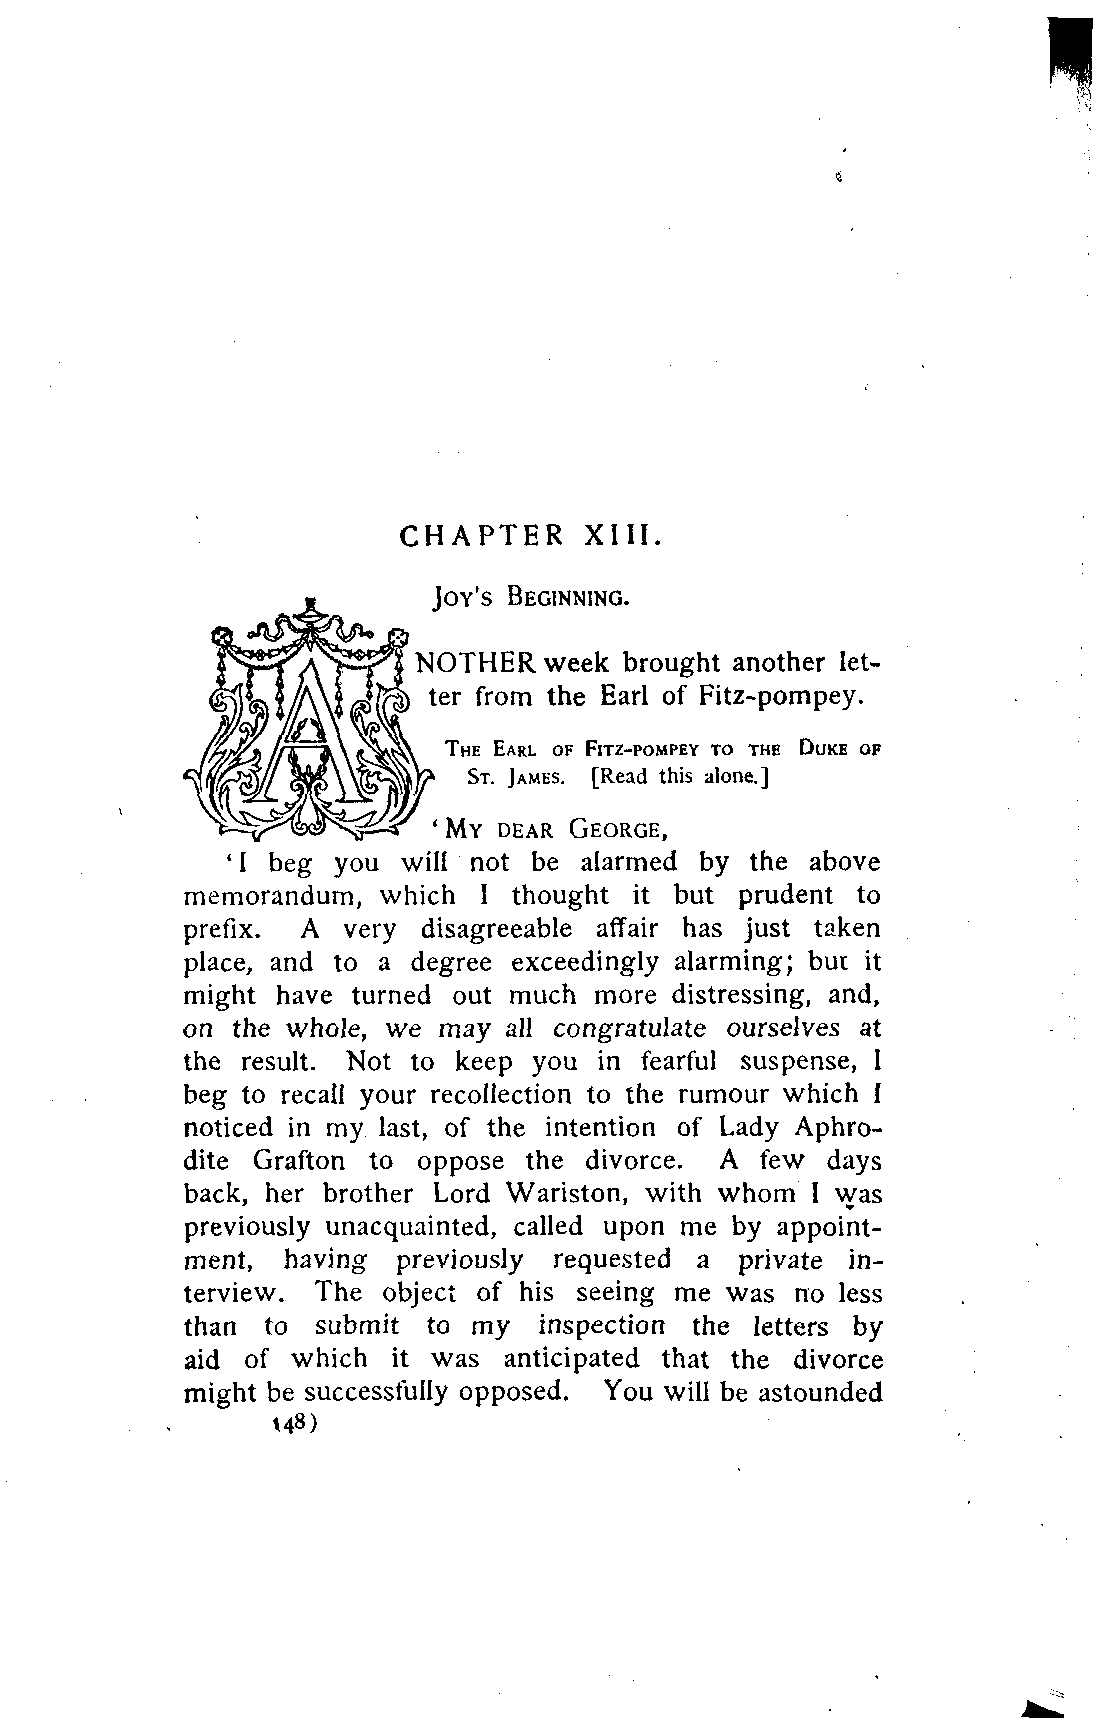 CHAPTER XIII.
JOY'S BEGINNING.
ANOTHER week brought another let-
ter from the Earl of Fitz-pompey.
THE EARL OF FITZ-POMPEY TO THE DUKE OF
ST. JAMES. [Read this alone.]
‘MY DEAR GEORGE,
‘I beg you will not be alarmed by the above
memorandum, which I thought it but prudent to
prefix. A very disagreeable affair has just taken
place, and to a degree exceedingly alarming; but it
might have turned out much more distressing, and,
on the whole, we may all congratulate ourselves at
the result. Not to keep you in fearful suspense, I
beg to recall your recollection to the rumour which I
noticed in my last, of the intention of Lady Aphro-
dite Grafton to oppose the divorce. A few days
back, her brother Lord Wariston, with whom I was
previously unacquainted, called upon me by appoint-
ment, having previously requested a private in-
terview. The object of his seeing me was no less
than to submit to my inspection the letters by
aid of which it was anticipated that the divorce
might be successfully opposed. You will be astounded
148)